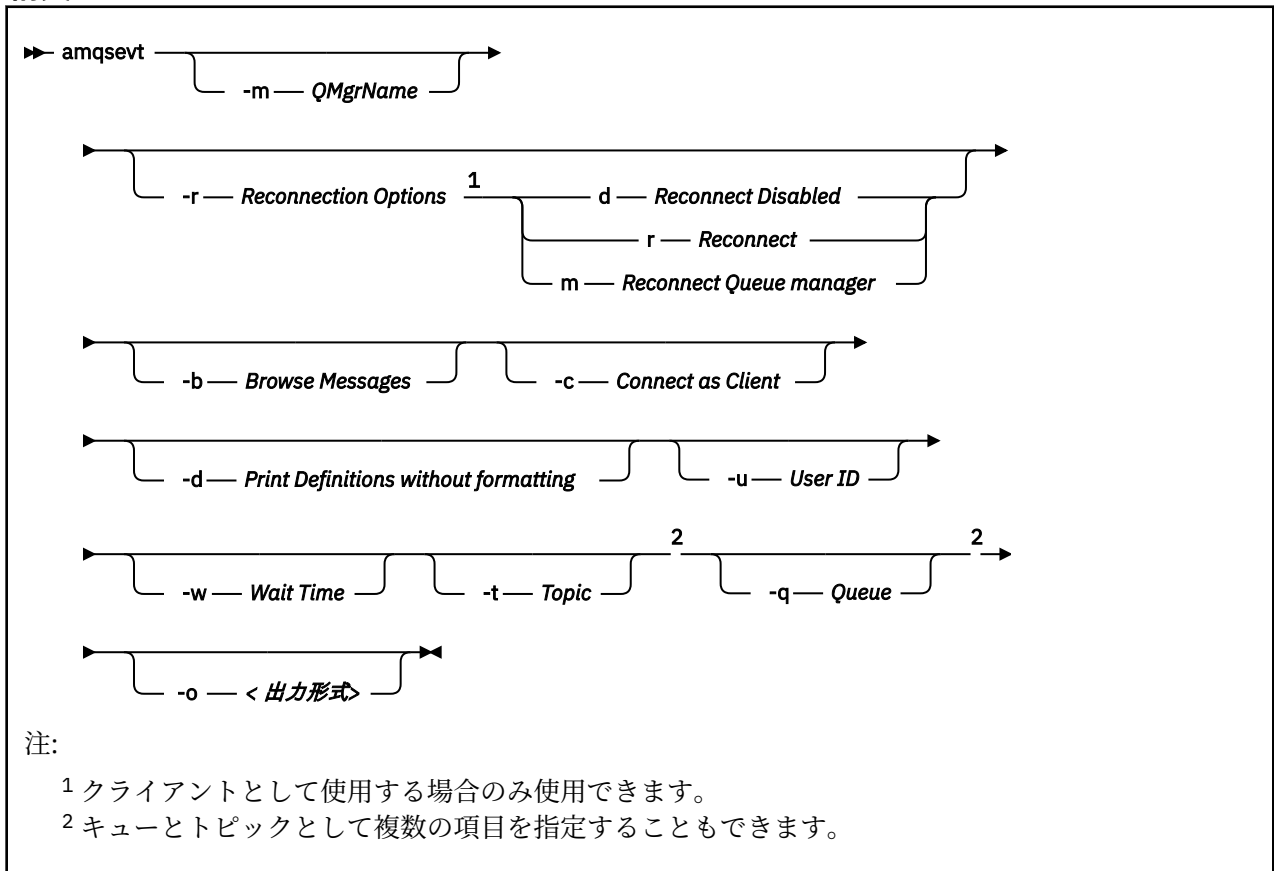 amqsevt
-m QMgrName
-r Reconnection Options 1 d Reconnect Disabled
r Reconnect
m Reconnect Queue manager
-b Browse Messages -c Connect as Client
-d Print Definitions without formatting -u User ID
2 2
-w Wait Time -t Topic -q Queue
-o <出力形式>
注:
1 クライアントとして使用する場合のみ使用できます。
2 キューとトピックとして複数の項目を指定することもできます。